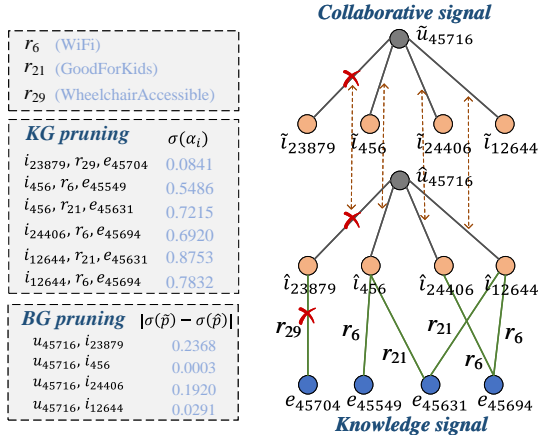 r₆ (WiFi)
r₂₁ (GoodForKids)
r₂₉ (WheelchairAccessible)
KG pruning σ(αᵢ)
i₂₃₈₇₉, r₂₉, e₄₅₇₀₄ 0.0841
i₄₅₆, r₆, e₄₅₅₄₉ 0.5486
i₄₅₆, r₂₁, e₄₅₆₃₁ 0.7215
i₂₄₄₀₆, r₆, e₄₅₆₉₄ 0.6920
i₁₂₆₄₄, r₂₁, e₄₅₆₃₁ 0.8753
i₁₂₆₄₄, r₆, e₄₅₆₉₄ 0.7832
BG pruning |σ(p̃) − σ(p̂)|
u₄₅₇₁₆, i₂₃₈₇₉ 0.2368
u₄₅₇₁₆, i₄₅₆ 0.0003
u₄₅₇₁₆, i₂₄₄₀₆ 0.1920
u₄₅₇₁₆, i₁₂₆₄₄ 0.0291
Collaborative signal
ũ₄₅₇₁₆
ĩ₂₃₈₇₉ ĩ₄₅₆ ĩ₂₄₄₀₆ ĩ₁₂₆₄₄
û₄₅₇₁₆
î₂₃₈₇₉ î₄₅₆ î₂₄₄₀₆ î₁₂₆₄₄
r₂₉ r₆ r₂₁ r₂₁ r₆ r₆
e₄₅₇₀₄ e₄₅₅₄₉ e₄₅₆₃₁ e₄₅₆₉₄
Knowledge signal